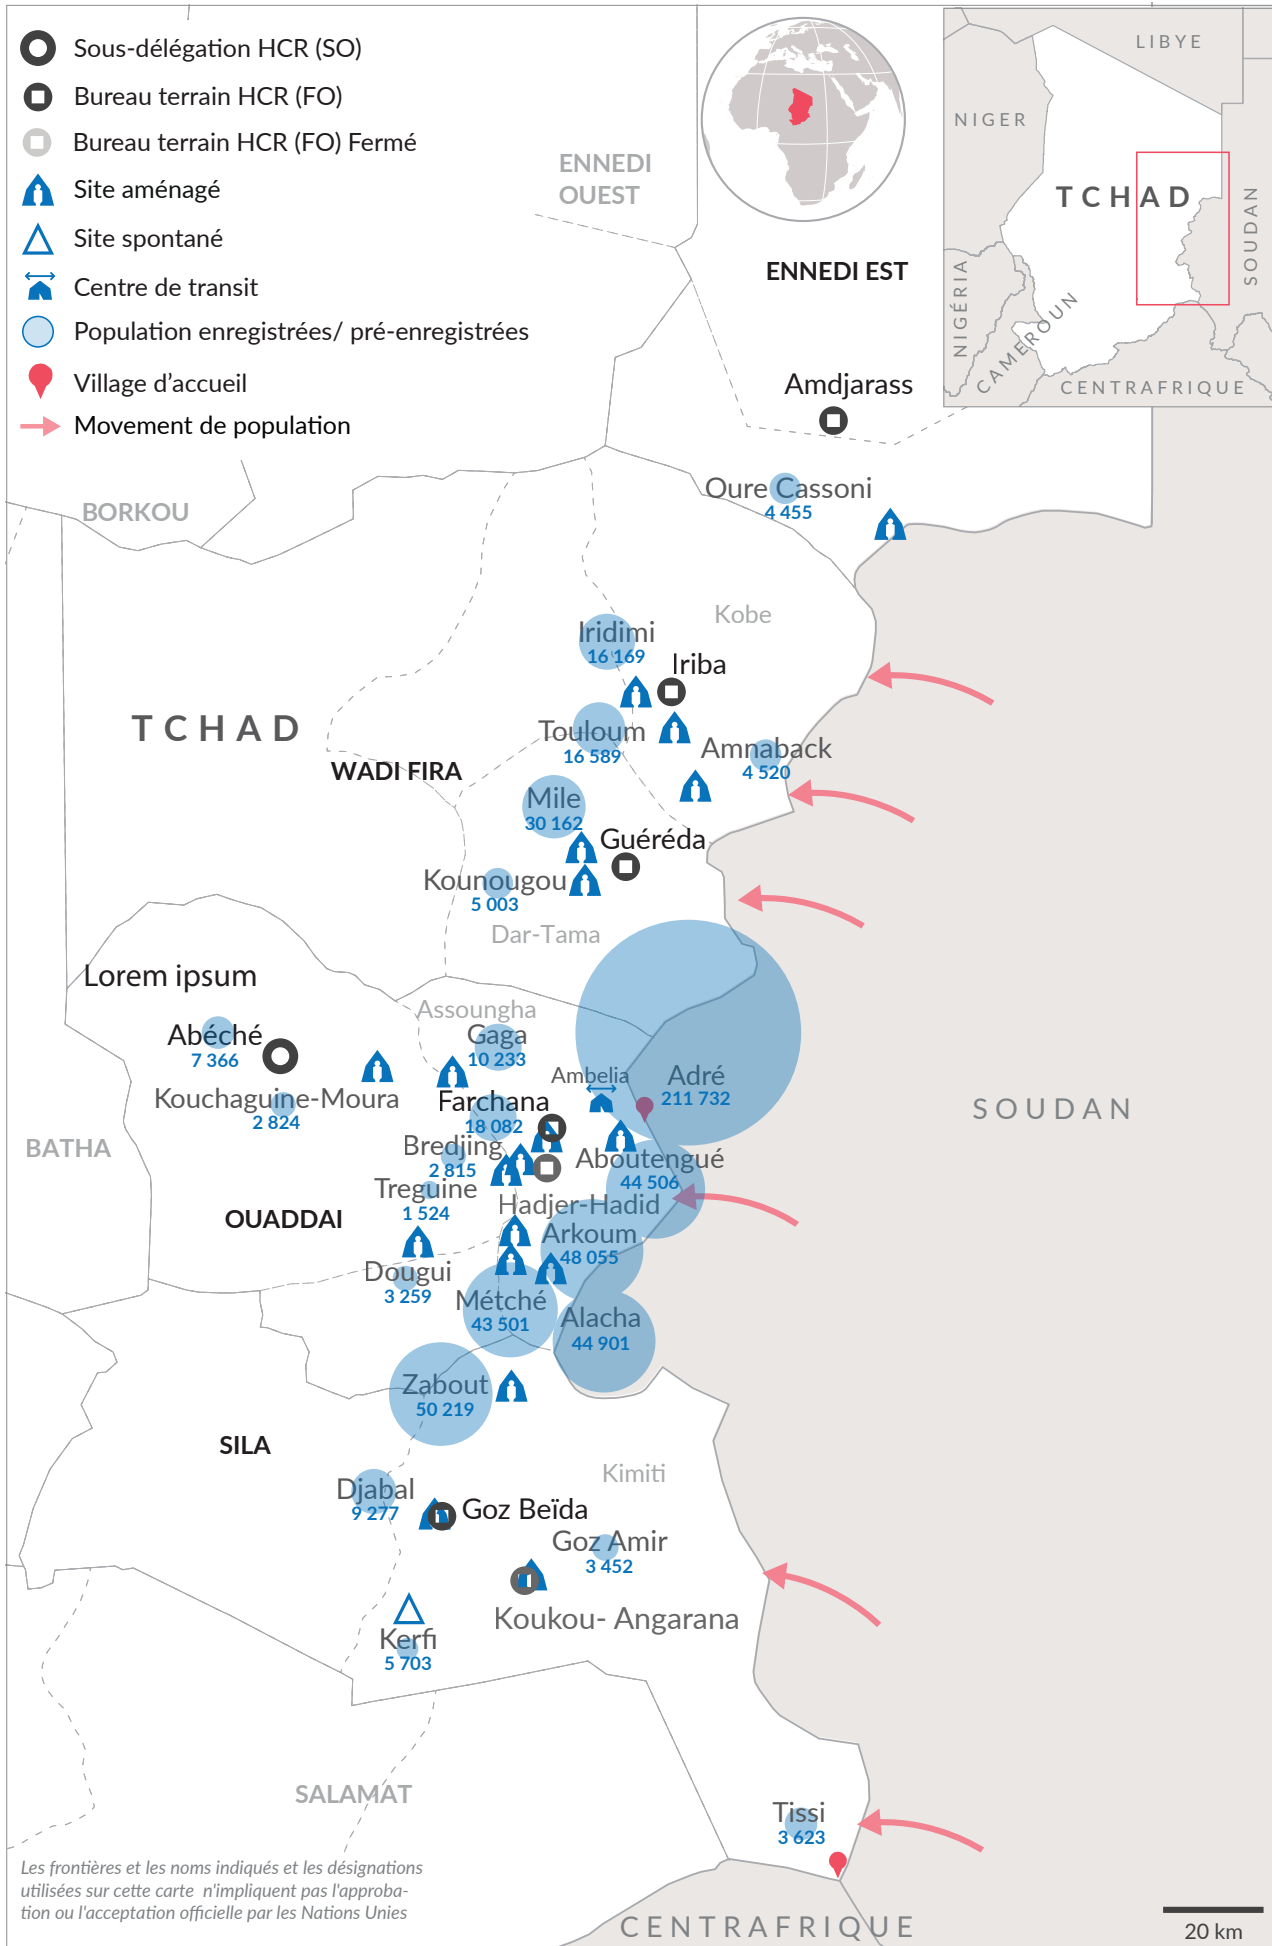 Sous-délégation HCR (SO)
Bureau terrain HCR (FO)
Bureau terrain HCR (FO) Fermé
Site aménagé
Site spontané
Centre de transit
Population enregistrées/ pré-enregistrées
Village d'accueil
Movement de population
LIBYE
NIGER
TCHAD
SOUDAN
NIGÉRIA
CAMEROUN
CENTRAFRIQUE
ENNEDI
OUEST
ENNEDI EST
Amdjarass
Oure Cassoni
4 455
BORKOU
Kobe
Iridimi
16 169
Iriba
TCHAD
Touloum
16 589
Amnaback
4 520
WADI FIRA
Mile
30 162
Guéréda
Kounougou
5 003
Dar-Tama
Lorem ipsum
Assoungha
Abéché
7 366
Gaga
10 233
Ambelia
Adré
211 732
Kouchaguine-Moura
2 824
Farchana
18 082
SOUDAN
BATHA
Bredjing
2 815
Aboutengué
44 506
Treguine
1 524
Hadjer-Hadid
OUADDAI
Arkoum
48 055
Dougui
3 259
Métché
43 501
Alacha
44 901
Zabout
50 219
SILA
Kimiti
Djabal
9 277
Goz Beïda
Goz Amir
3 452
Koukou- Angarana
Kerfi
5 703
SALAMAT
Tissi
3 623
Les frontières et les noms indiqués et les désignations
utilisées sur cette carte n'impliquent pas l'approba-
tion ou l'acceptation officielle par les Nations Unies
CENTRAFRIQUE
20 km